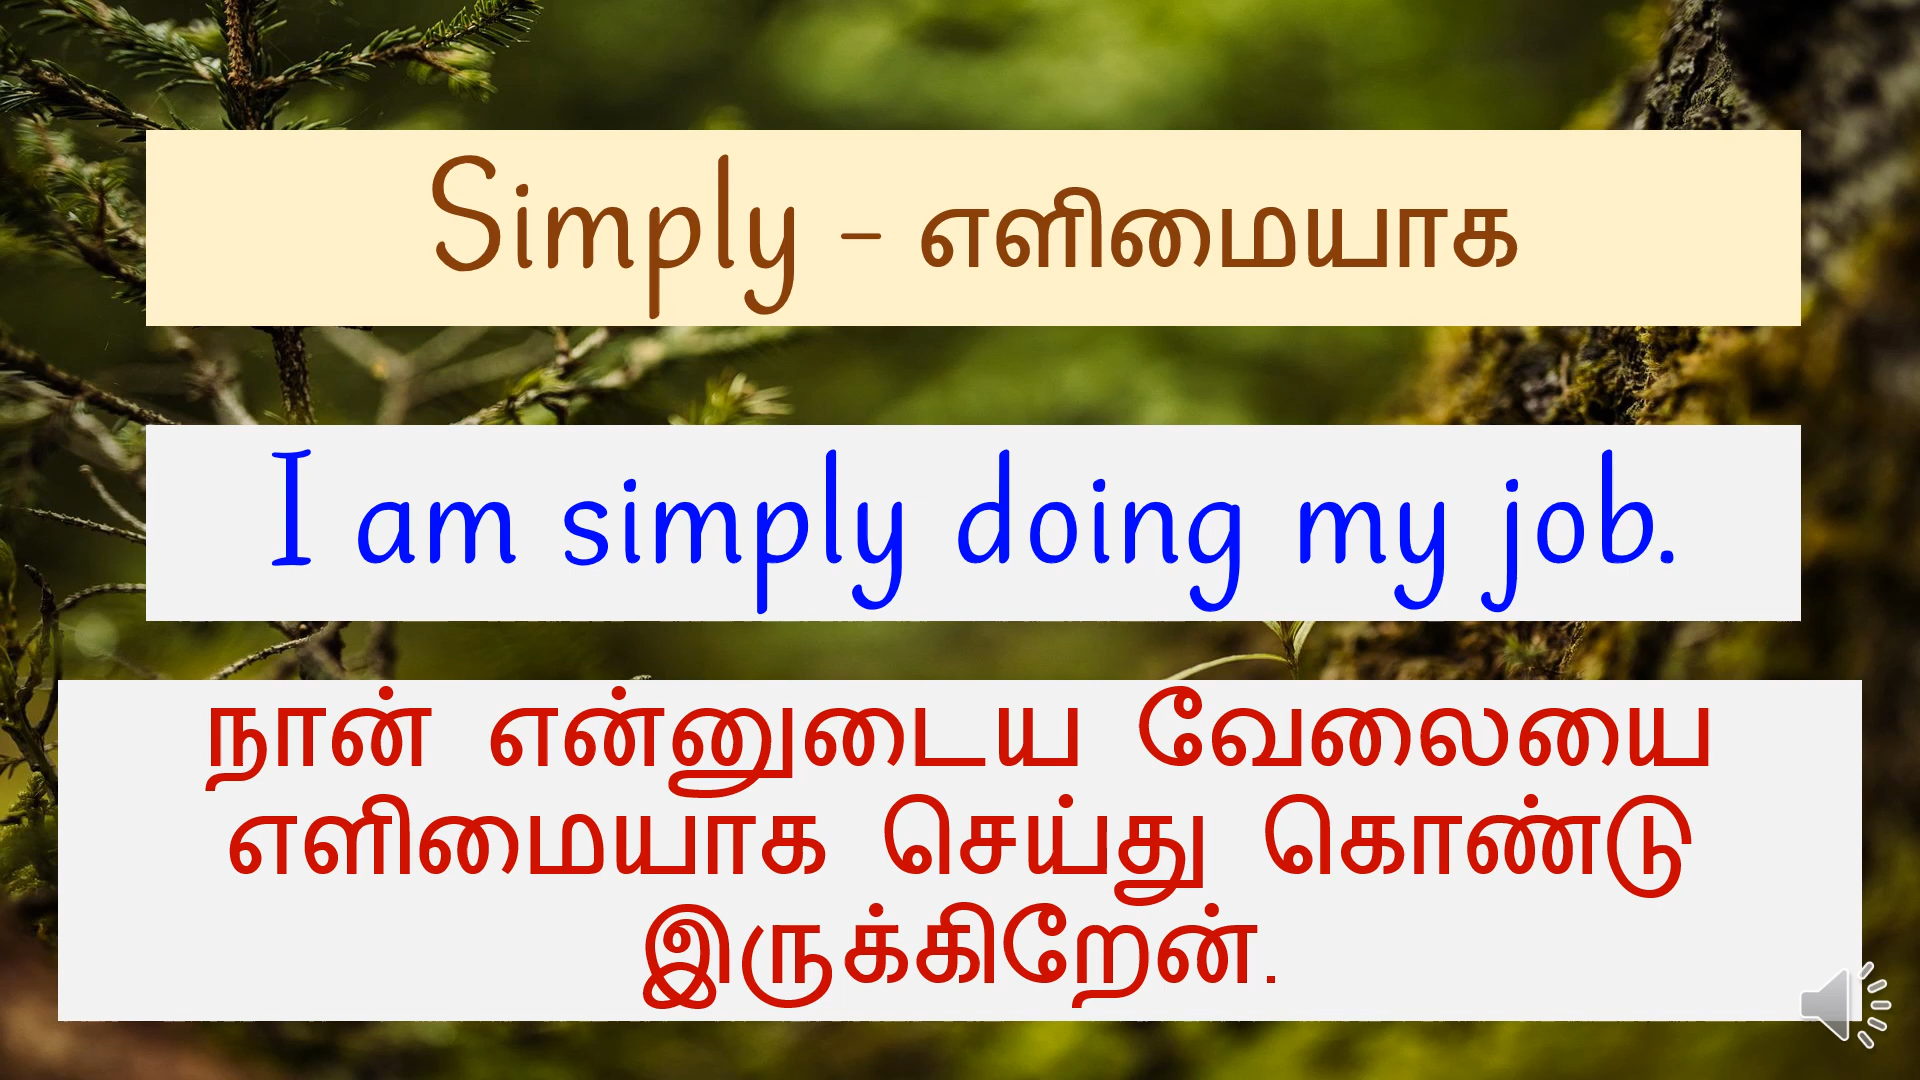 Simply - எளிமையாக
I am simply doing my job.
நான் என்னுடைய வேலையை
எளிமையாக செய்து கொண்டு
இருக்கிறேன்.